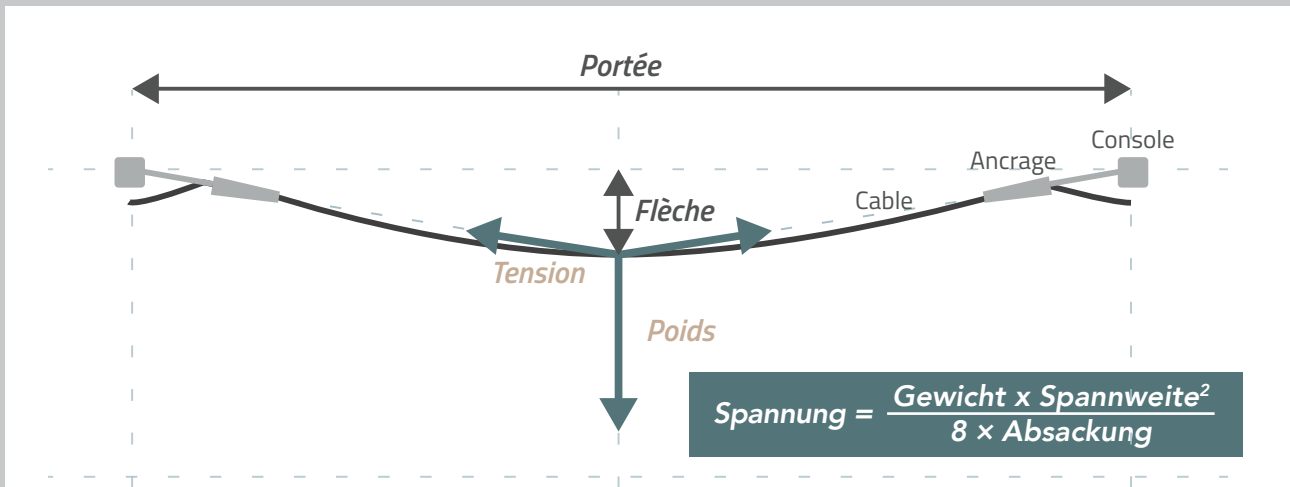 Portée
Console
Ancrage
Cable
Flèche
Tension
Poids
Spannung = Gewicht x Spannweite²
8 × Absackung